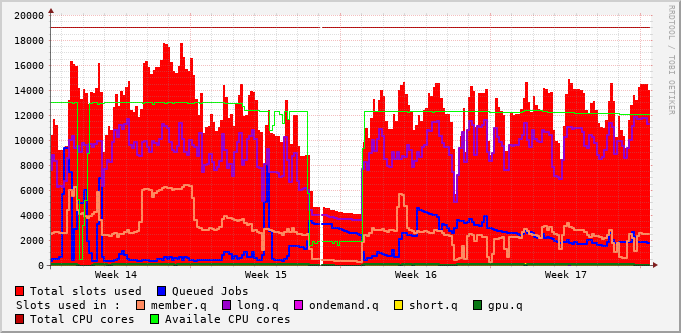 RRDTOOL / TOBI OETIKER
20000
18000
16000
14000
12000
10000
8000
6000
4000
2000
0
Week 14 Week 15 Week 16 Week 17
Total slots used Queued Jobs
Slots used in : member.q long.q ondemand.q short.q gpu.q
Total CPU cores Availale CPU cores